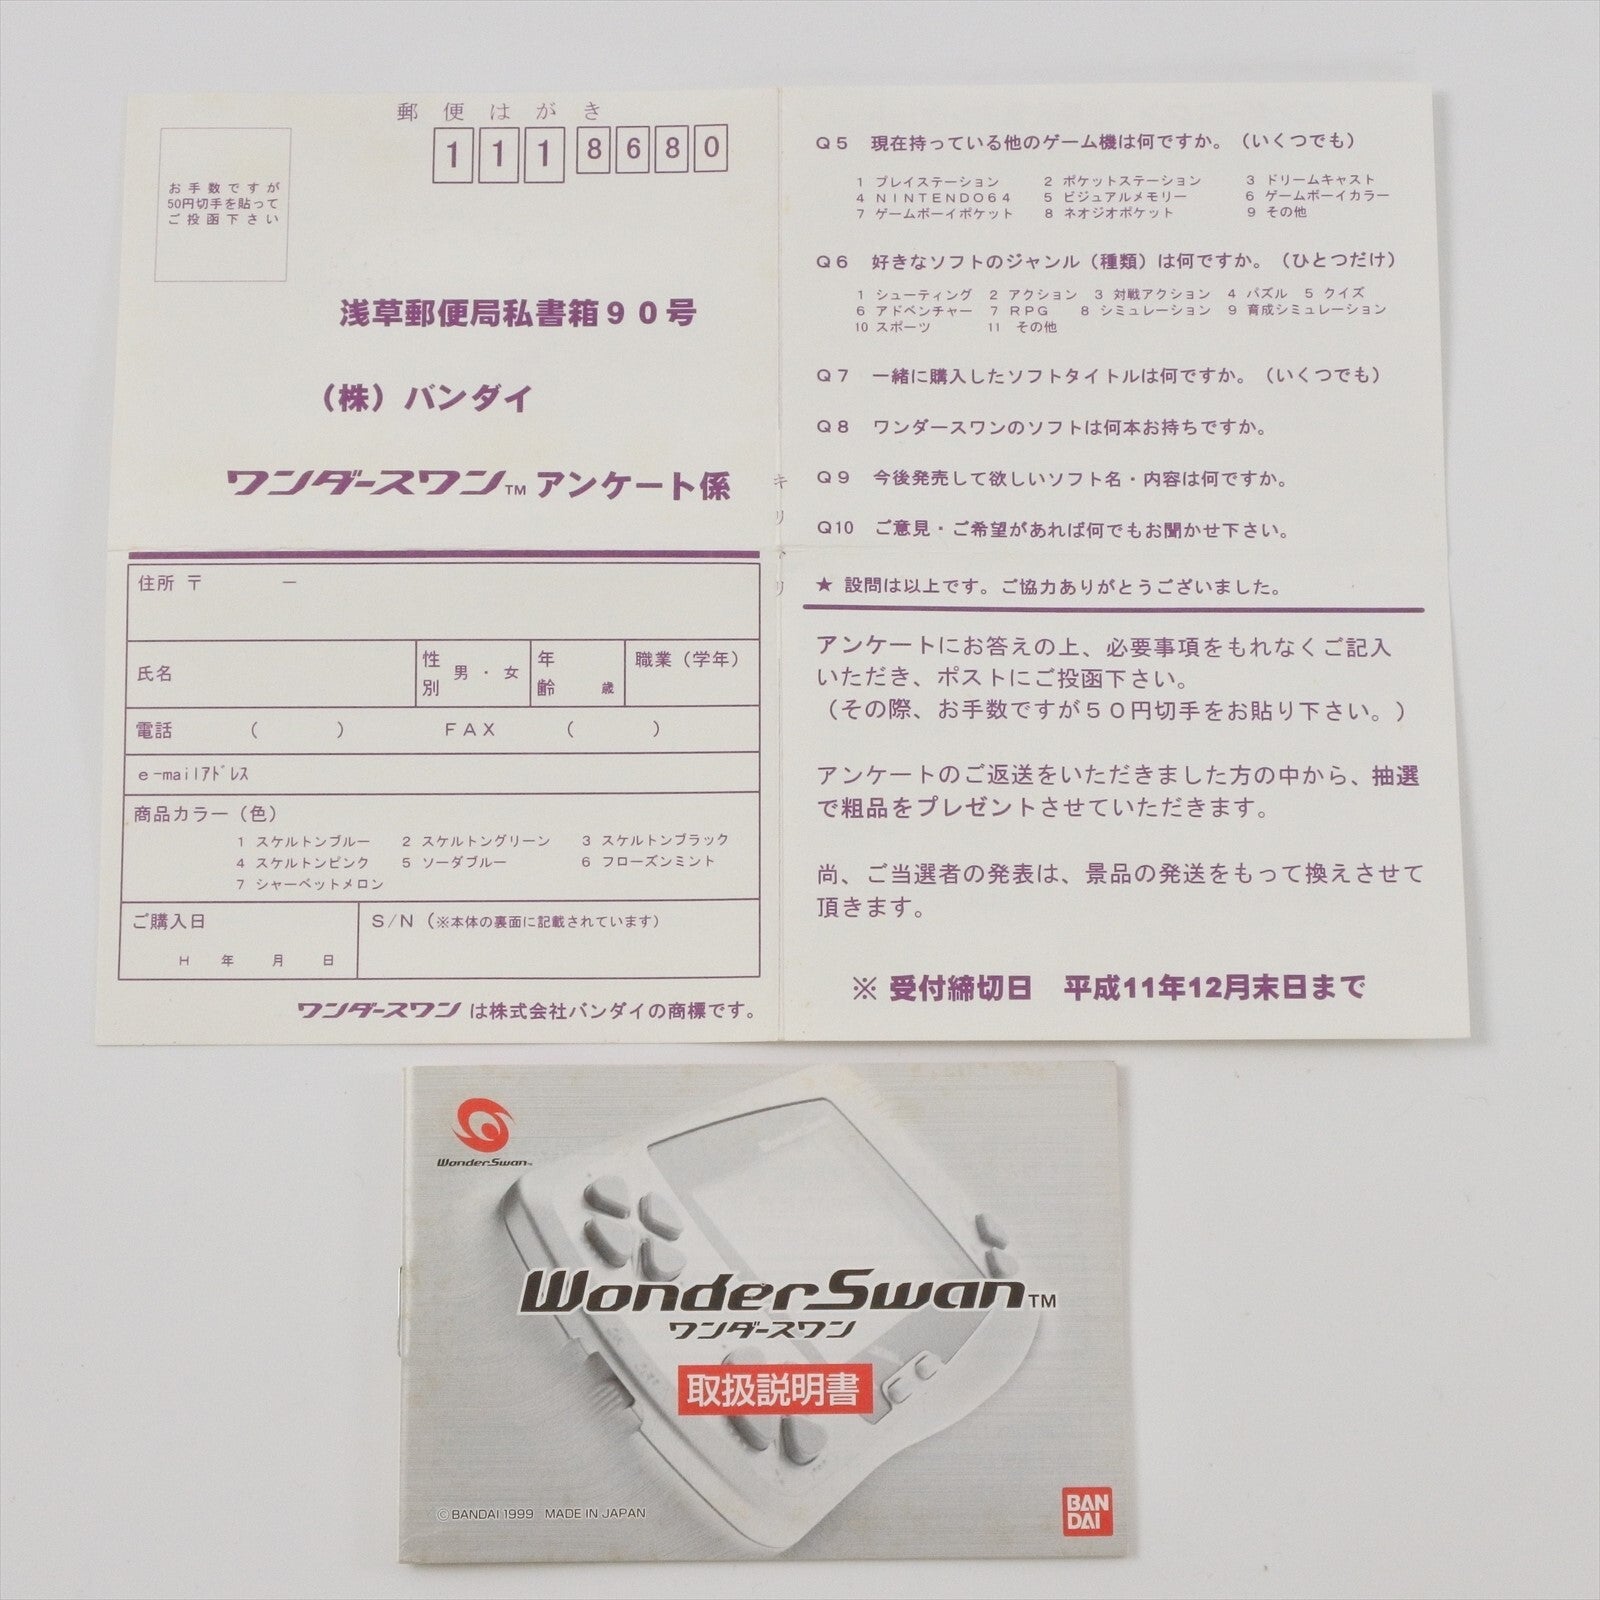 郵便はがき
111 8680
お手数ですが
50円切手を貼って
ご投函下さい
浅草郵便局私書箱90号
(株) バンダイ
ワンダースワン™ アンケート係
住所 〒 －
氏名
性別 男・女
年齢 歳
職業(学年)
電話 ( ) FAX ( )
e-mailアドレス
商品カラー(色)
1 スケルトンブルー 2 スケルトングリーン 3 スケルトンブラック
4 スケルトンピンク 5 ソーダブルー 6 フローズンミント
7 シャーベットメロン
ご購入日
H 年 月 日
S/N (※本体の裏面に記載されています)
ワンダースワン は株式会社バンダイの商標です。
キリトリ
Q5 現在持っている他のゲーム機は何ですか。(いくつでも)
1 プレイステーション 2 ポケットステーション 3 ドリームキャスト
4 NINTENDO64 5 ビジュアルメモリー 6 ゲームボーイカラー
7 ゲームボーイポケット 8 ネオジオポケット 9 その他
Q6 好きなソフトのジャンル(種類)は何ですか。(ひとつだけ)
1 シューティング 2 アクション 3 対戦アクション 4 パズル 5 クイズ
6 アドベンチャー 7 RPG 8 シミュレーション 9 育成シミュレーション
10 スポーツ 11 その他
Q7 一緒に購入したソフトタイトルは何ですか。(いくつでも)
Q8 ワンダースワンのソフトは何本お持ちですか。
Q9 今後発売して欲しいソフト名・内容は何ですか。
Q10 ご意見・ご希望があれば何でもお聞かせ下さい。
★ 設問は以上です。ご協力ありがとうございました。
アンケートにお答えの上、必要事項をもれなくご記入
いただき、ポストにご投函下さい。
(その際、お手数ですが50円切手をお貼り下さい。)
アンケートのご返送をいただきました方の中から、抽選
で粗品をプレゼントさせていただきます。
尚、ご当選者の発表は、景品の発送をもって換えさせて
頂きます。
※ 受付締切日 平成11年12月末日まで
WonderSwan™
WonderSwan™
ワンダースワン
取扱説明書
©BANDAI 1999 MADE IN JAPAN
BAN
DAI